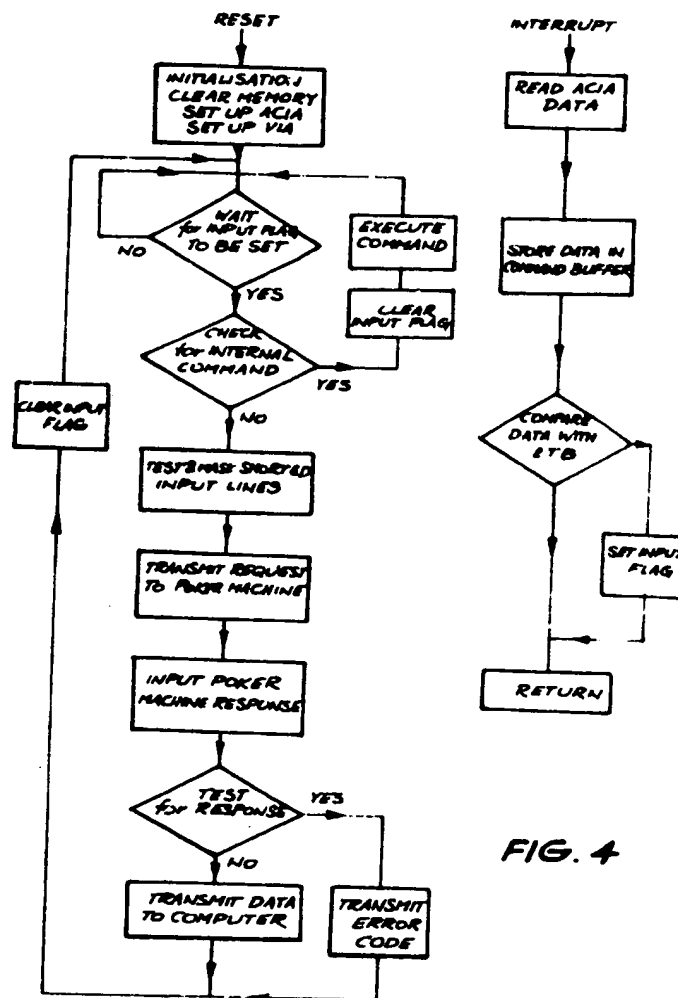 RESET
INITIALISATION
CLEAR MEMORY
SET UP ACIA
SET UP VIA
WAIT
for INPUT FLAG
TO BE SET
NO
YES
EXECUTE
COMMAND
CLEAR
INPUT FLAG
CHECK
for INTERNAL
COMMAND
YES
NO
CLEAR INPUT
FLAG
TEST & MASK SHORTED
INPUT LINES
TRANSMIT REQUEST
TO POKER MACHINE
INPUT POKER
MACHINE RESPONSE
TEST
for RESPONSE
YES
NO
TRANSMIT DATA
TO COMPUTER
TRANSMIT
ERROR
CODE
INTERRUPT
READ ACIA
DATA
STORE DATA IN
COMMAND BUFFER
COMPARE
DATA WITH
SET INPUT
FLAG
RETURN
FIG. 4